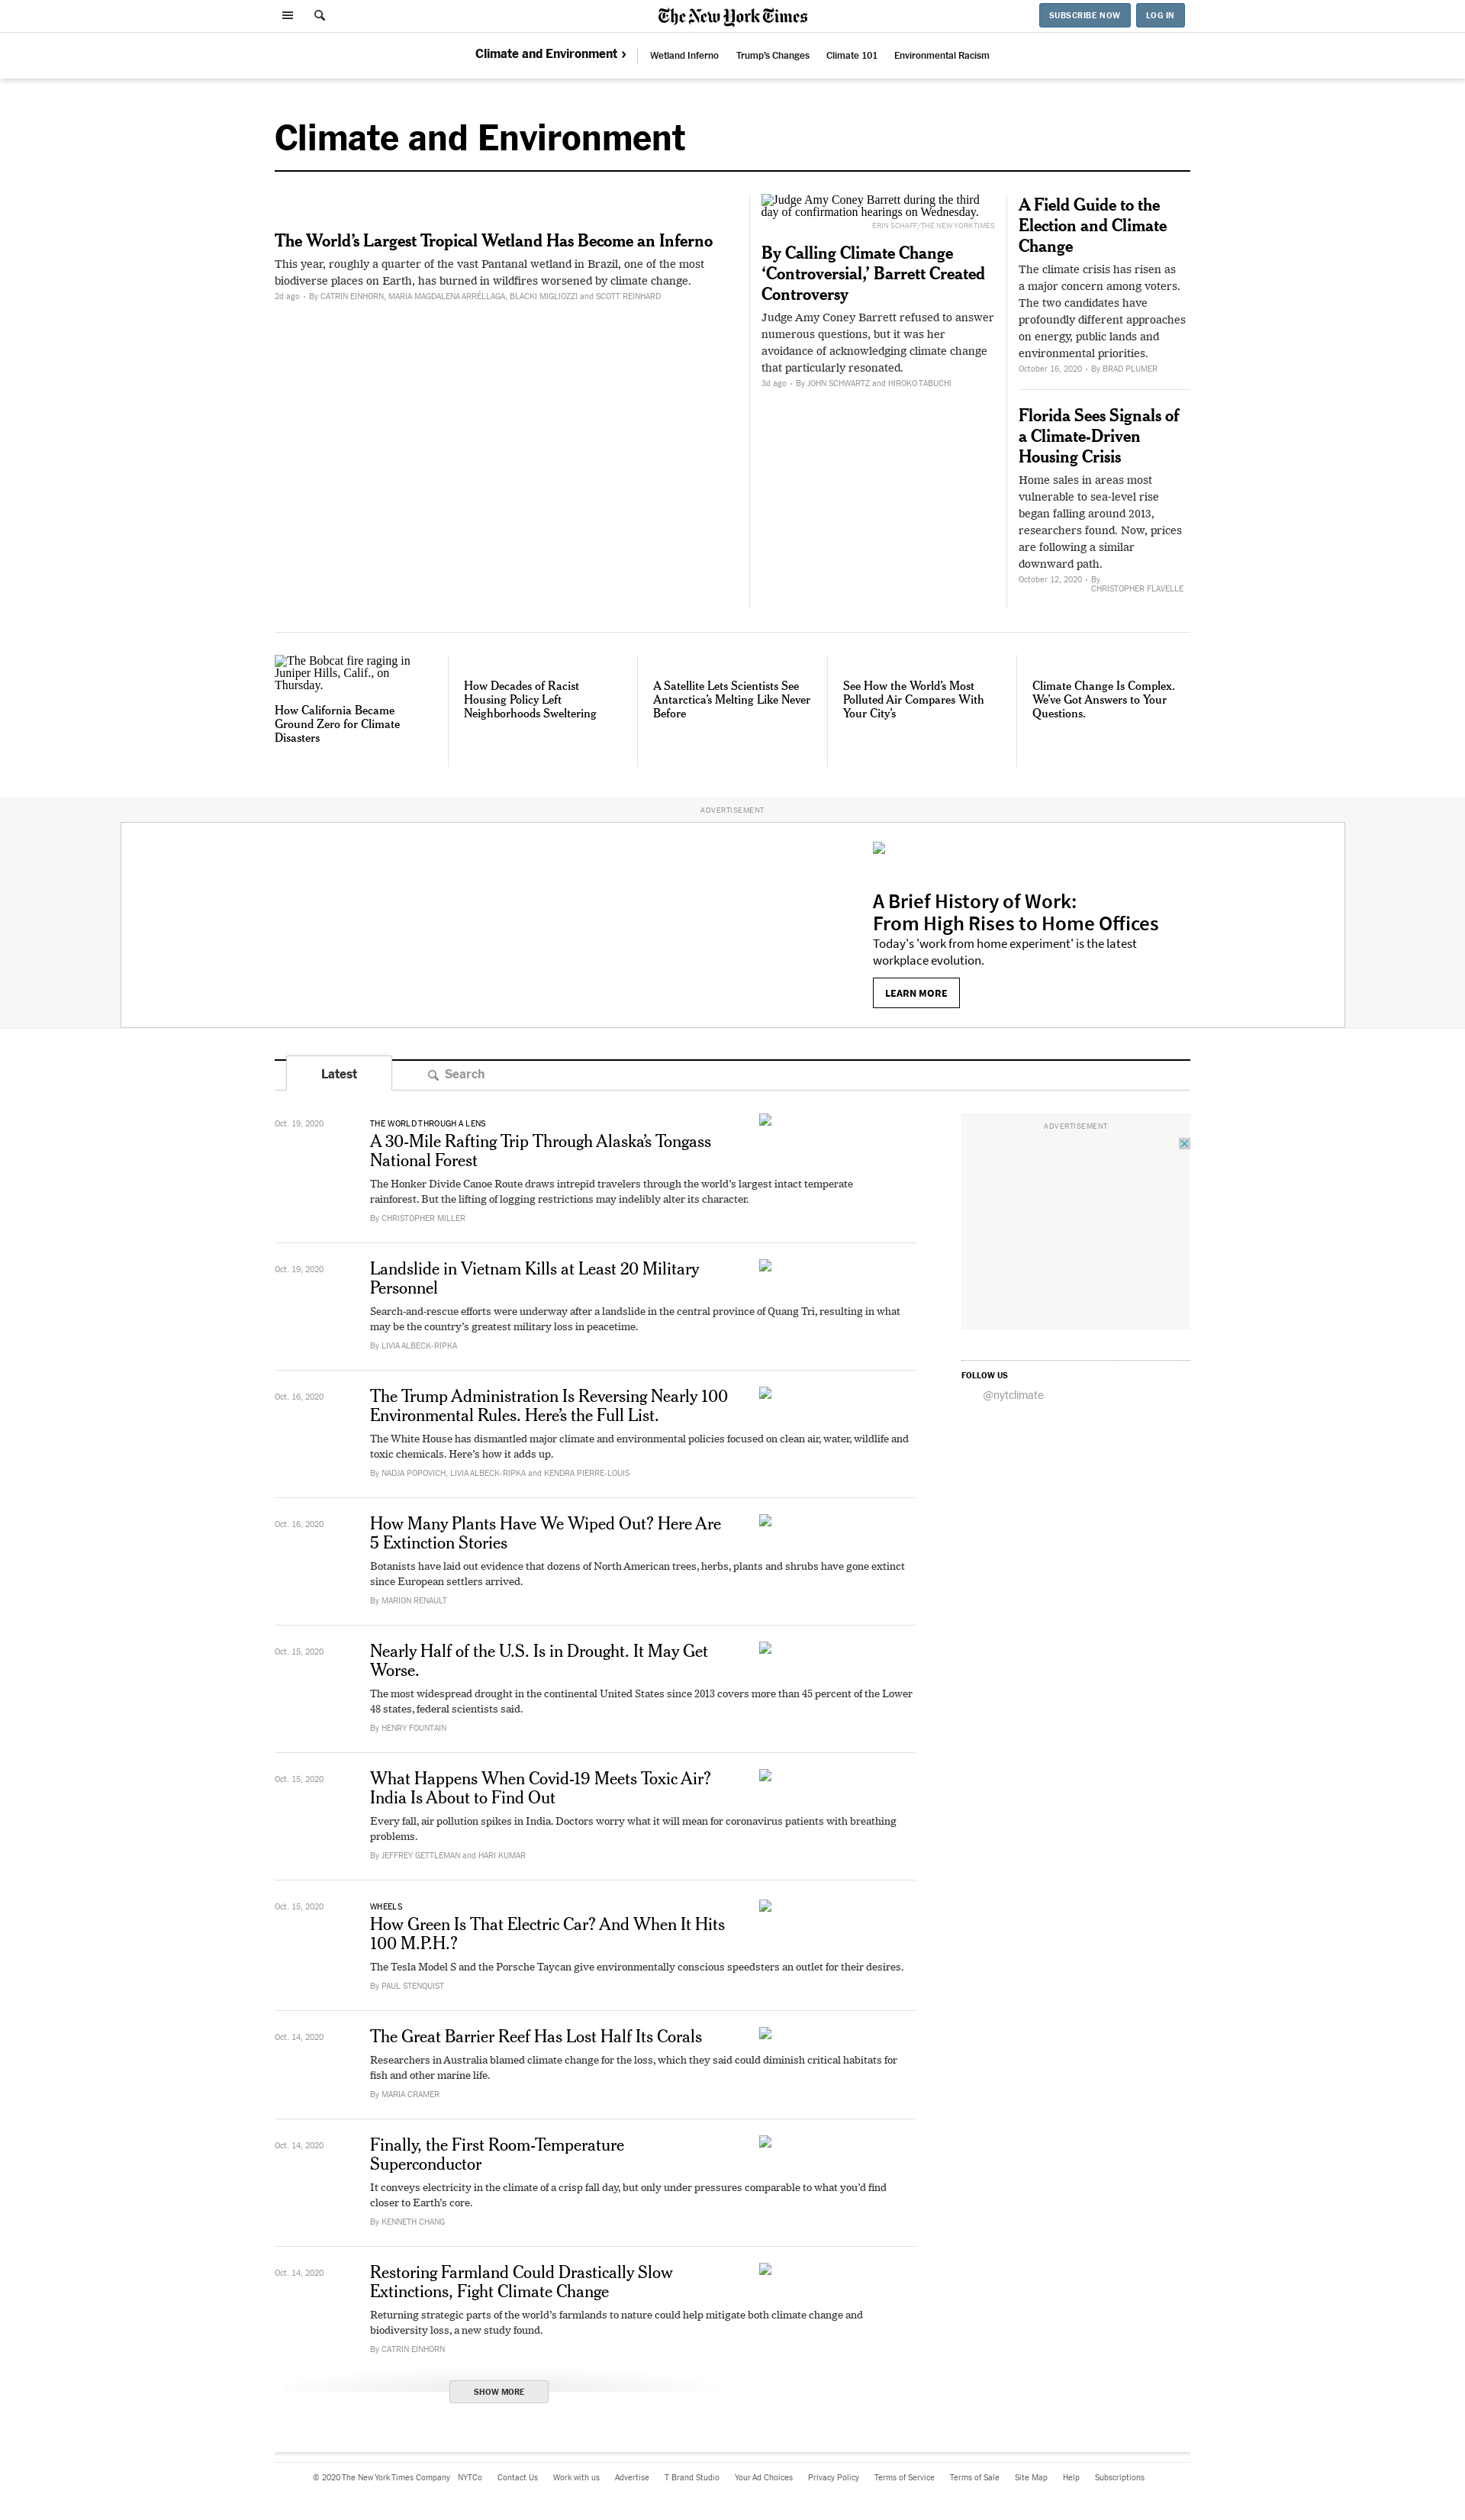 The New York Times
SUBSCRIBE NOW
LOG IN
Climate and Environment ›
Wetland Inferno
Trump's Changes
Climate 101
Environmental Racism
Climate and Environment
The World's Largest Tropical Wetland Has Become an Inferno
This year, roughly a quarter of the vast Pantanal wetland in Brazil, one of the most
biodiverse places on Earth, has burned in wildfires worsened by climate change.
2d ago • By CATRIN EINHORN, MARIA MAGDALENA ARRÉLLAGA, BLACKI MIGLIOZZI and SCOTT REINHARD
Judge Amy Coney Barrett during the third
day of confirmation hearings on Wednesday.
ERIN SCHAFF/THE NEW YORK TIMES
By Calling Climate Change
‘Controversial,’ Barrett Created
Controversy
Judge Amy Coney Barrett refused to answer
numerous questions, but it was her
avoidance of acknowledging climate change
that particularly resonated.
3d ago • By JOHN SCHWARTZ and HIROKO TABUCHI
A Field Guide to the
Election and Climate
Change
The climate crisis has risen as
a major concern among voters.
The two candidates have
profoundly different approaches
on energy, public lands and
environmental priorities.
October 16, 2020 • By BRAD PLUMER
Florida Sees Signals of
a Climate-Driven
Housing Crisis
Home sales in areas most
vulnerable to sea-level rise
began falling around 2013,
researchers found. Now, prices
are following a similar
downward path.
October 12, 2020 • By
CHRISTOPHER FLAVELLE
The Bobcat fire raging in
Juniper Hills, Calif., on
Thursday.
How California Became
Ground Zero for Climate
Disasters
How Decades of Racist
Housing Policy Left
Neighborhoods Sweltering
A Satellite Lets Scientists See
Antarctica's Melting Like Never
Before
See How the World's Most
Polluted Air Compares With
Your City's
Climate Change Is Complex.
We've Got Answers to Your
Questions.
ADVERTISEMENT
A Brief History of Work:
From High Rises to Home Offices
Today's 'work from home experiment' is the latest
workplace evolution.
LEARN MORE
Latest
Search
Oct. 19, 2020
THE WORLD THROUGH A LENS
A 30-Mile Rafting Trip Through Alaska's Tongass
National Forest
The Honker Divide Canoe Route draws intrepid travelers through the world's largest intact temperate
rainforest. But the lifting of logging restrictions may indelibly alter its character.
By CHRISTOPHER MILLER
ADVERTISEMENT
Oct. 19, 2020
Landslide in Vietnam Kills at Least 20 Military
Personnel
Search-and-rescue efforts were underway after a landslide in the central province of Quang Tri, resulting in what
may be the country's greatest military loss in peacetime.
By LIVIA ALBECK-RIPKA
FOLLOW US
@nytclimate
Oct. 16, 2020
The Trump Administration Is Reversing Nearly 100
Environmental Rules. Here's the Full List.
The White House has dismantled major climate and environmental policies focused on clean air, water, wildlife and
toxic chemicals. Here's how it adds up.
By NADJA POPOVICH, LIVIA ALBECK-RIPKA and KENDRA PIERRE-LOUIS
Oct. 16, 2020
How Many Plants Have We Wiped Out? Here Are
5 Extinction Stories
Botanists have laid out evidence that dozens of North American trees, herbs, plants and shrubs have gone extinct
since European settlers arrived.
By MARION RENAULT
Oct. 15, 2020
Nearly Half of the U.S. Is in Drought. It May Get
Worse.
The most widespread drought in the continental United States since 2013 covers more than 45 percent of the Lower
48 states, federal scientists said.
By HENRY FOUNTAIN
Oct. 15, 2020
What Happens When Covid-19 Meets Toxic Air?
India Is About to Find Out
Every fall, air pollution spikes in India. Doctors worry what it will mean for coronavirus patients with breathing
problems.
By JEFFREY GETTLEMAN and HARI KUMAR
Oct. 15, 2020
WHEELS
How Green Is That Electric Car? And When It Hits
100 M.P.H.?
The Tesla Model S and the Porsche Taycan give environmentally conscious speedsters an outlet for their desires.
By PAUL STENQUIST
Oct. 14, 2020
The Great Barrier Reef Has Lost Half Its Corals
Researchers in Australia blamed climate change for the loss, which they said could diminish critical habitats for
fish and other marine life.
By MARIA CRAMER
Oct. 14, 2020
Finally, the First Room-Temperature
Superconductor
It conveys electricity in the climate of a crisp fall day, but only under pressures comparable to what you'd find
closer to Earth's core.
By KENNETH CHANG
Oct. 14, 2020
Restoring Farmland Could Drastically Slow
Extinctions, Fight Climate Change
Returning strategic parts of the world's farmlands to nature could help mitigate both climate change and
biodiversity loss, a new study found.
By CATRIN EINHORN
SHOW MORE
© 2020 The New York Times Company
NYTCo
Contact Us
Work with us
Advertise
T Brand Studio
Your Ad Choices
Privacy Policy
Terms of Service
Terms of Sale
Site Map
Help
Subscriptions